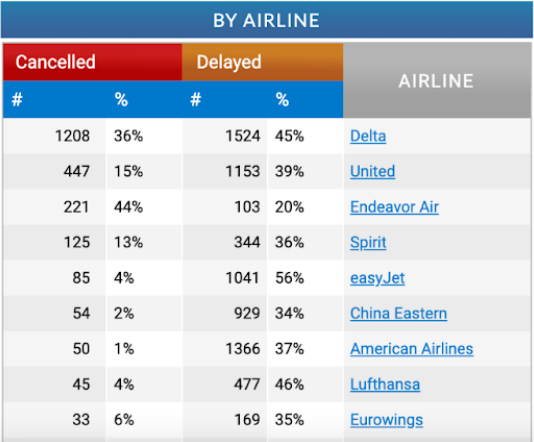 BY AIRLINE
Cancelled Delayed AIRLINE
# % # %
1208 36% 1524 45% Delta
447 15% 1153 39% United
221 44% 103 20% Endeavor Air
125 13% 344 36% Spirit
85 4% 1041 56% easyJet
54 2% 929 34% China Eastern
50 1% 1366 37% American Airlines
45 4% 477 46% Lufthansa
33 6% 169 35% Eurowings